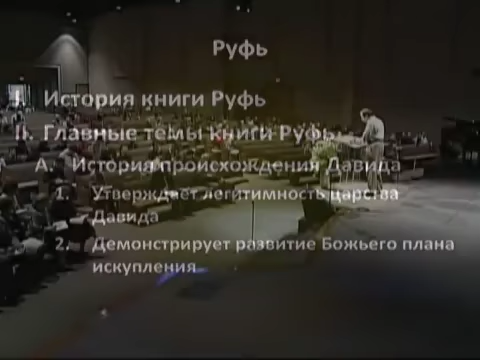 Руфь
I. История книги Руфь
II. Главные темы книги Руфь
A. История происхождения Давида
1. Утверждает легитимность царства
Давида
2. Демонстрирует развитие Божьего плана
искупления